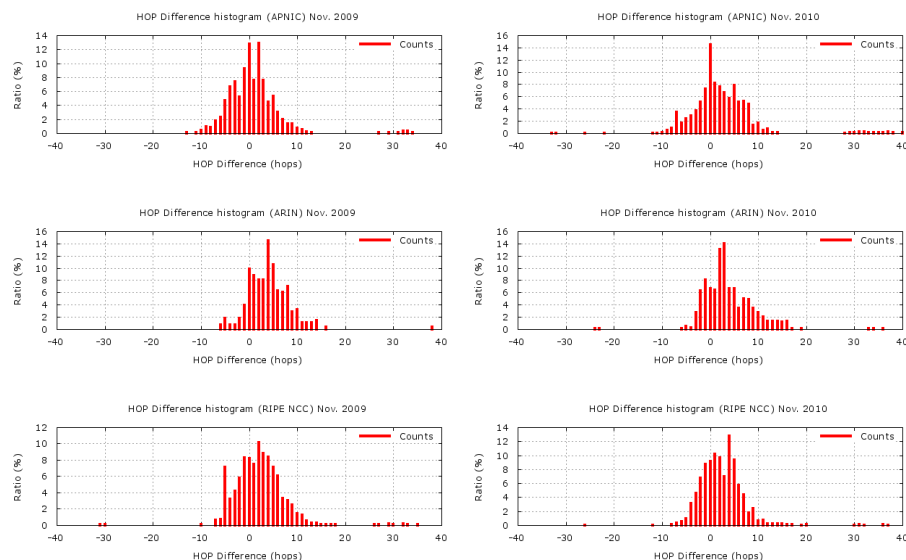 HOP Difference histogram (APNIC) Nov. 2009
Ratio (%)
14
12
10
8
6
4
2
0
Counts
-40 -30 -20 -10 0 10 20 30 40
HOP Difference (hops)
HOP Difference histogram (APNIC) Nov. 2010
Ratio (%)
16
14
12
10
8
6
4
2
0
Counts
-40 -30 -20 -10 0 10 20 30 40
HOP Difference (hops)
HOP Difference histogram (ARIN) Nov. 2009
Ratio (%)
16
14
12
10
8
6
4
2
0
Counts
-40 -30 -20 -10 0 10 20 30 40
HOP Difference (hops)
HOP Difference histogram (ARIN) Nov. 2010
Ratio (%)
16
14
12
10
8
6
4
2
0
Counts
-40 -30 -20 -10 0 10 20 30 40
HOP Difference (hops)
HOP Difference histogram (RIPE NCC) Nov. 2009
Ratio (%)
12
10
8
6
4
2
0
Counts
-40 -30 -20 -10 0 10 20 30 40
HOP Difference (hops)
HOP Difference histogram (RIPE NCC) Nov. 2010
Ratio (%)
14
12
10
8
6
4
2
0
Counts
-40 -30 -20 -10 0 10 20 30 40
HOP Difference (hops)